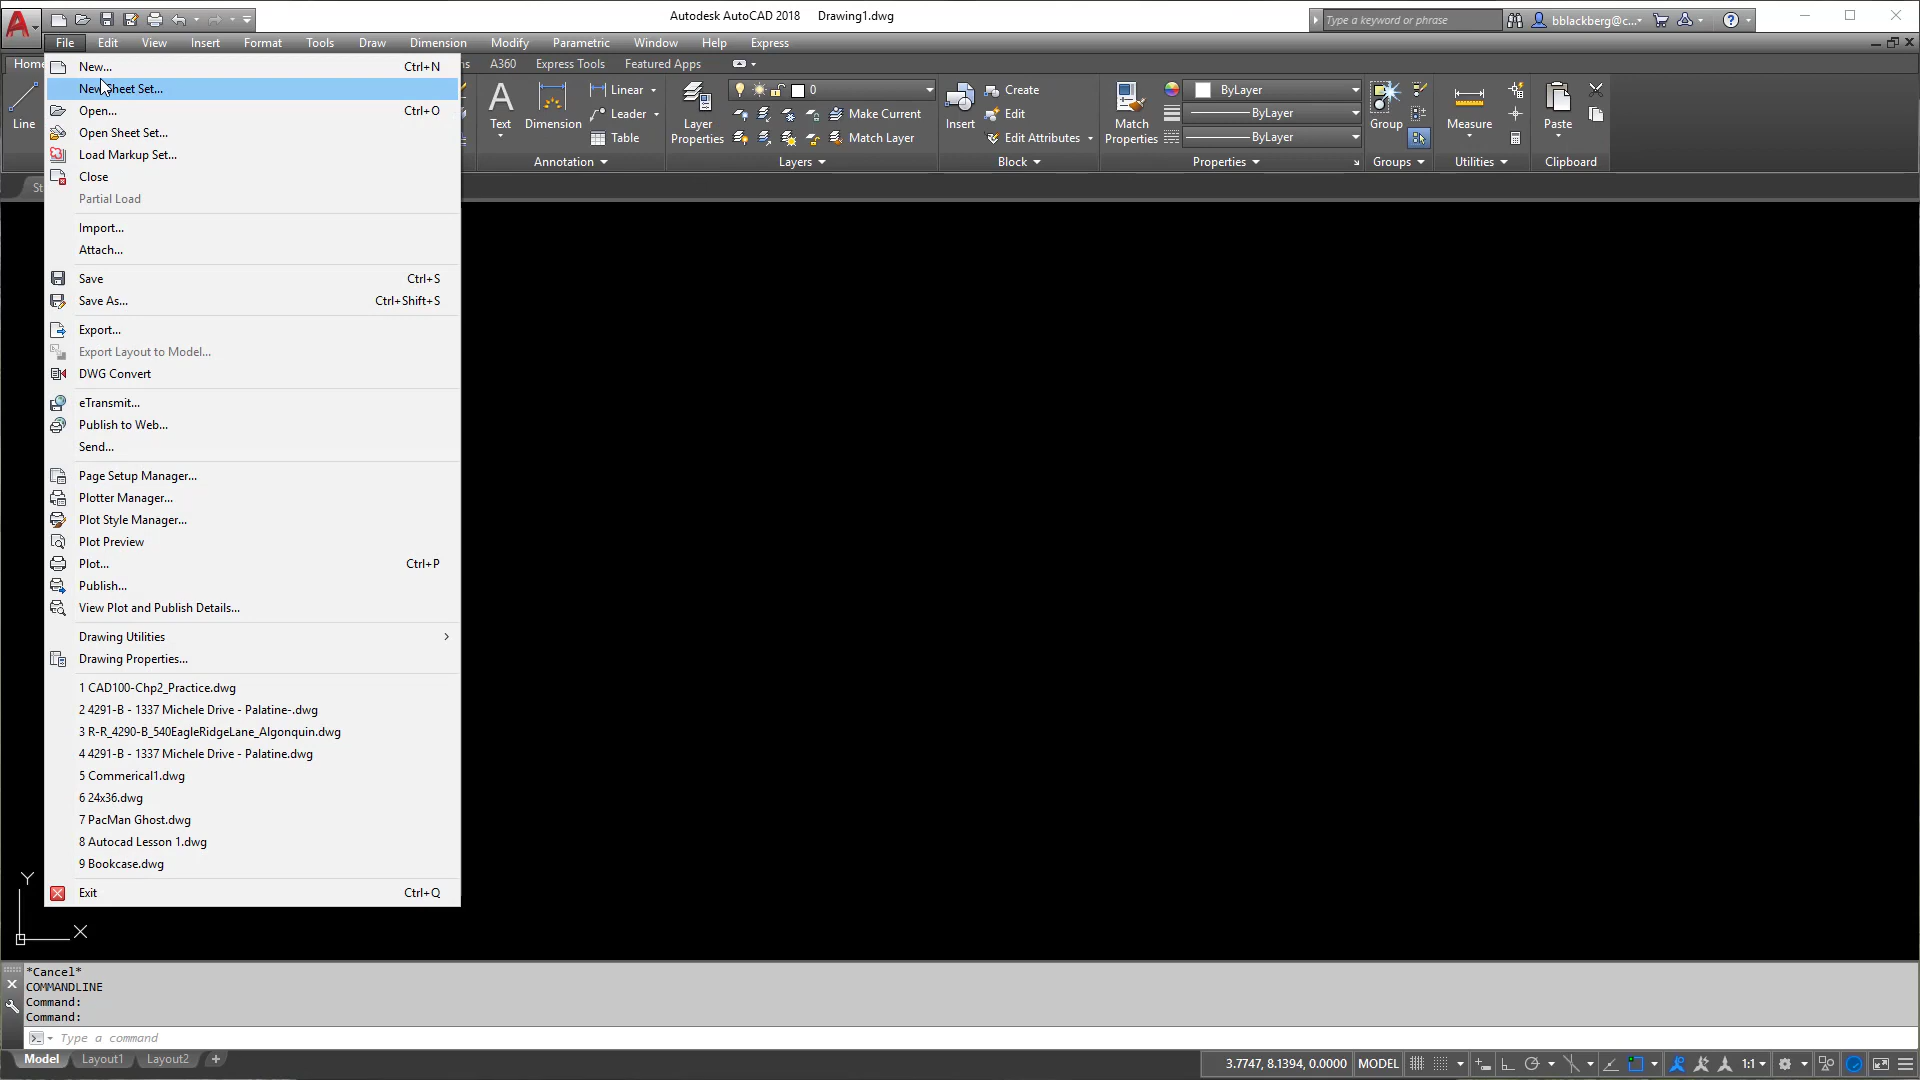 Autodesk AutoCAD 2018 Drawing1.dwg
Type a keyword or phrase
bblackberg@c...
File Edit View Insert Format Tools Draw Dimension Modify Parametric Window Help Express
Home A360 Express Tools Featured Apps
New... Ctrl+N
New Sheet Set...
Open... Ctrl+O
Open Sheet Set...
Load Markup Set...
Close
Partial Load
Import...
Attach...
Save Ctrl+S
Save As... Ctrl+Shift+S
Export...
Export Layout to Model...
DWG Convert
eTransmit...
Publish to Web...
Send...
Page Setup Manager...
Plotter Manager...
Plot Style Manager...
Plot Preview
Plot... Ctrl+P
Publish...
View Plot and Publish Details...
Drawing Utilities
Drawing Properties...
1 CAD100-Chp2_Practice.dwg
2 4291-B - 1337 Michele Drive - Palatine-.dwg
3 R-R_4290-B_540EagleRidgeLane_Algonquin.dwg
4 4291-B - 1337 Michele Drive - Palatine.dwg
5 Commerical1.dwg
6 24x36.dwg
7 PacMan Ghost.dwg
8 Autocad Lesson 1.dwg
9 Bookcase.dwg
Exit Ctrl+Q
Line
Text
Dimension
Linear
Leader
Table
Annotation
Layer
Properties
0
Make Current
Match Layer
Layers
Insert
Create
Edit
Edit Attributes
Block
Match
Properties
ByLayer
ByLayer
ByLayer
Properties
Group
Groups
Measure
Utilities
Paste
Clipboard
Y
X
*Cancel*
COMMANDLINE
Command:
Command:
Type a command
Model Layout1 Layout2 +
3.7747, 8.1394, 0.0000 MODEL 1:1